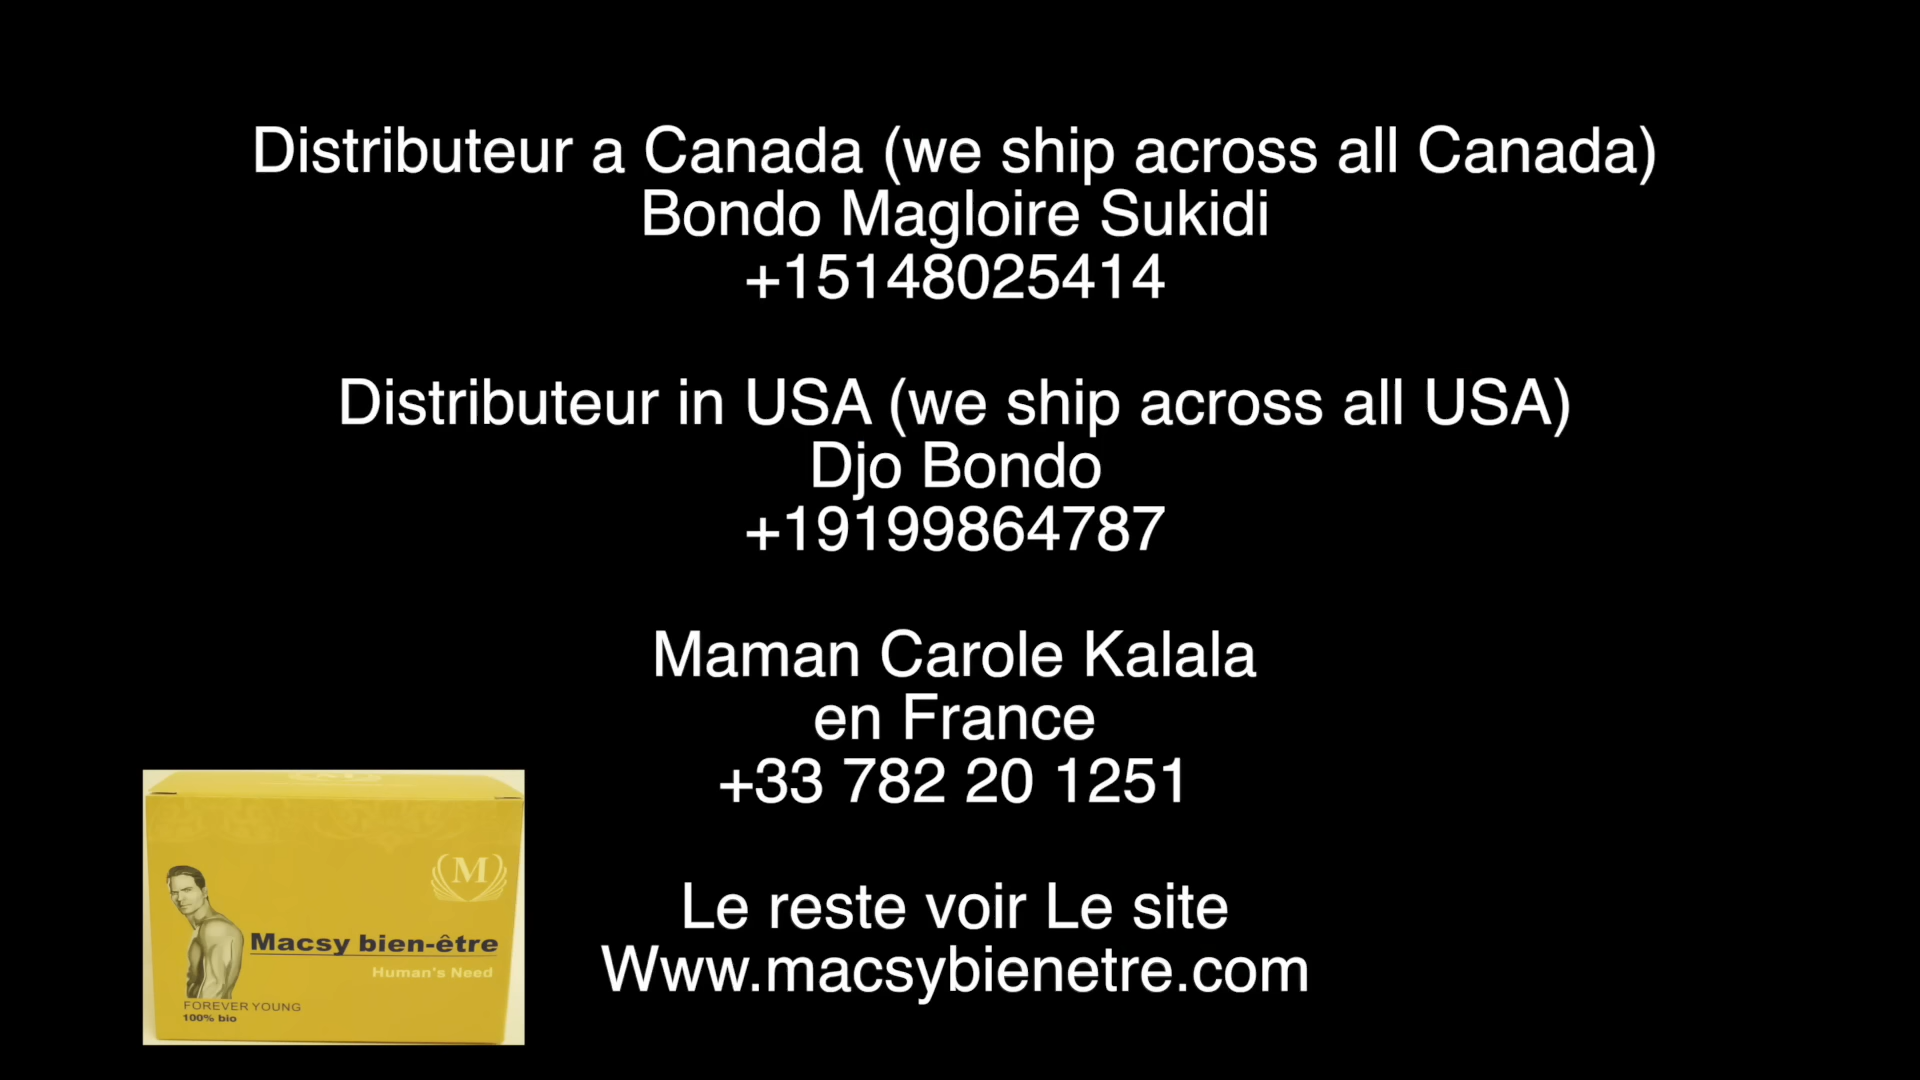 Distributeur a Canada (we ship across all Canada)
Bondo Magloire Sukidi
+15148025414
Distributeur in USA (we ship across all USA)
Djo Bondo
+19199864787
Maman Carole Kalala
en France
+33 782 20 1251
Le reste voir Le site
Www.macsybienetre.com
M
Macsy bien-être
Human's Need
FOREVER YOUNG
100% bio